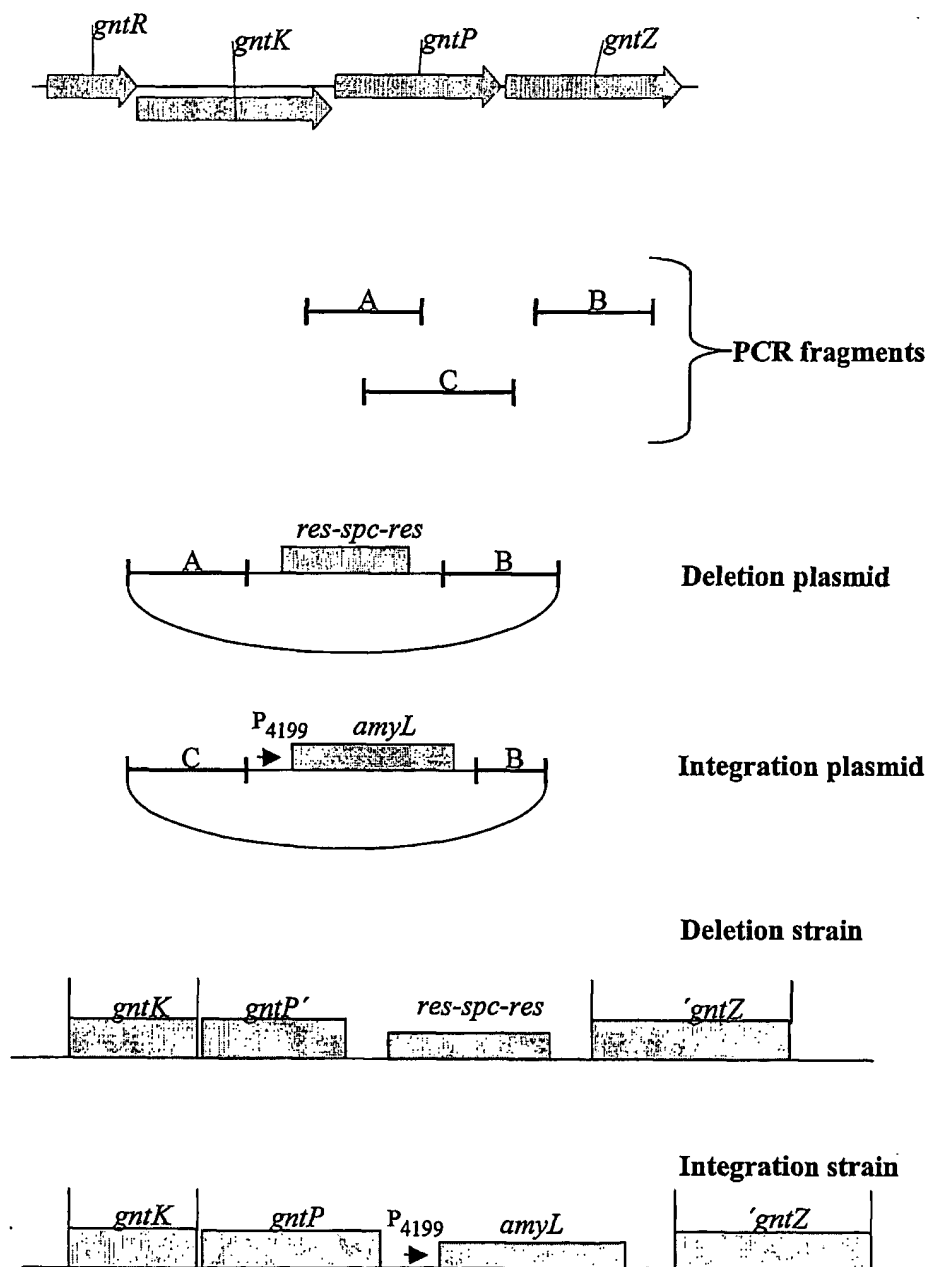 gntR
gntK
gntP
gntZ
A
B
PCR fragments
C
res-spc-res
A
B
Deletion plasmid
P4199
amyL
C
B
Integration plasmid
Deletion strain
gntK
gntP′
res-spc-res
′gntZ
Integration strain
gntK
gntP
P4199
amyL
′gntZ